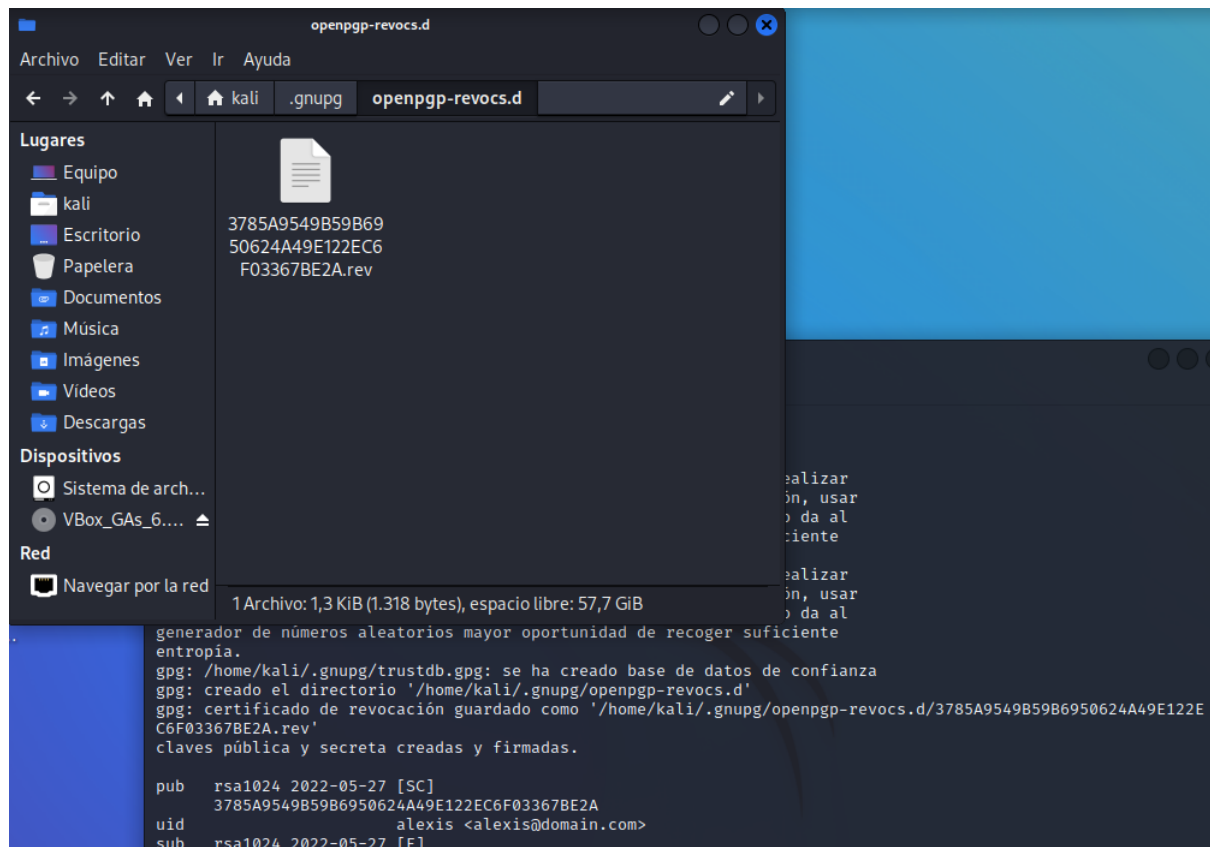 openpgp-revocs.d
Archivo Editar Ver Ir Ayuda
kali .gnupg openpgp-revocs.d
Lugares
Equipo
kali
Escritorio
Papelera
Documentos
Música
Imágenes
Vídeos
Descargas
Dispositivos
Sistema de arch...
VBox_GAs_6....
Red
Navegar por la red
3785A9549B59B69
50624A49E122EC6
F03367BE2A.rev
1 Archivo: 1,3 KiB (1.318 bytes), espacio libre: 57,7 GiB
usar
da al
usar
da al
generador de números aleatorios mayor oportunidad de recoger suficiente
entropía.
gpg: /home/kali/.gnupg/trustdb.gpg: se ha creado base de datos de confianza
gpg: creado el directorio '/home/kali/.gnupg/openpgp-revocs.d'
gpg: certificado de revocación guardado como '/home/kali/.gnupg/openpgp-revocs.d/3785A9549B59B6950624A49E122E
C6F03367BE2A.rev'
claves pública y secreta creadas y firmadas.
pub rsa1024 2022-05-27 [SC]
3785A9549B59B6950624A49E122EC6F03367BE2A
uid alexis <alexis@domain.com>
sub rsa1024 2022-05-27 [E]